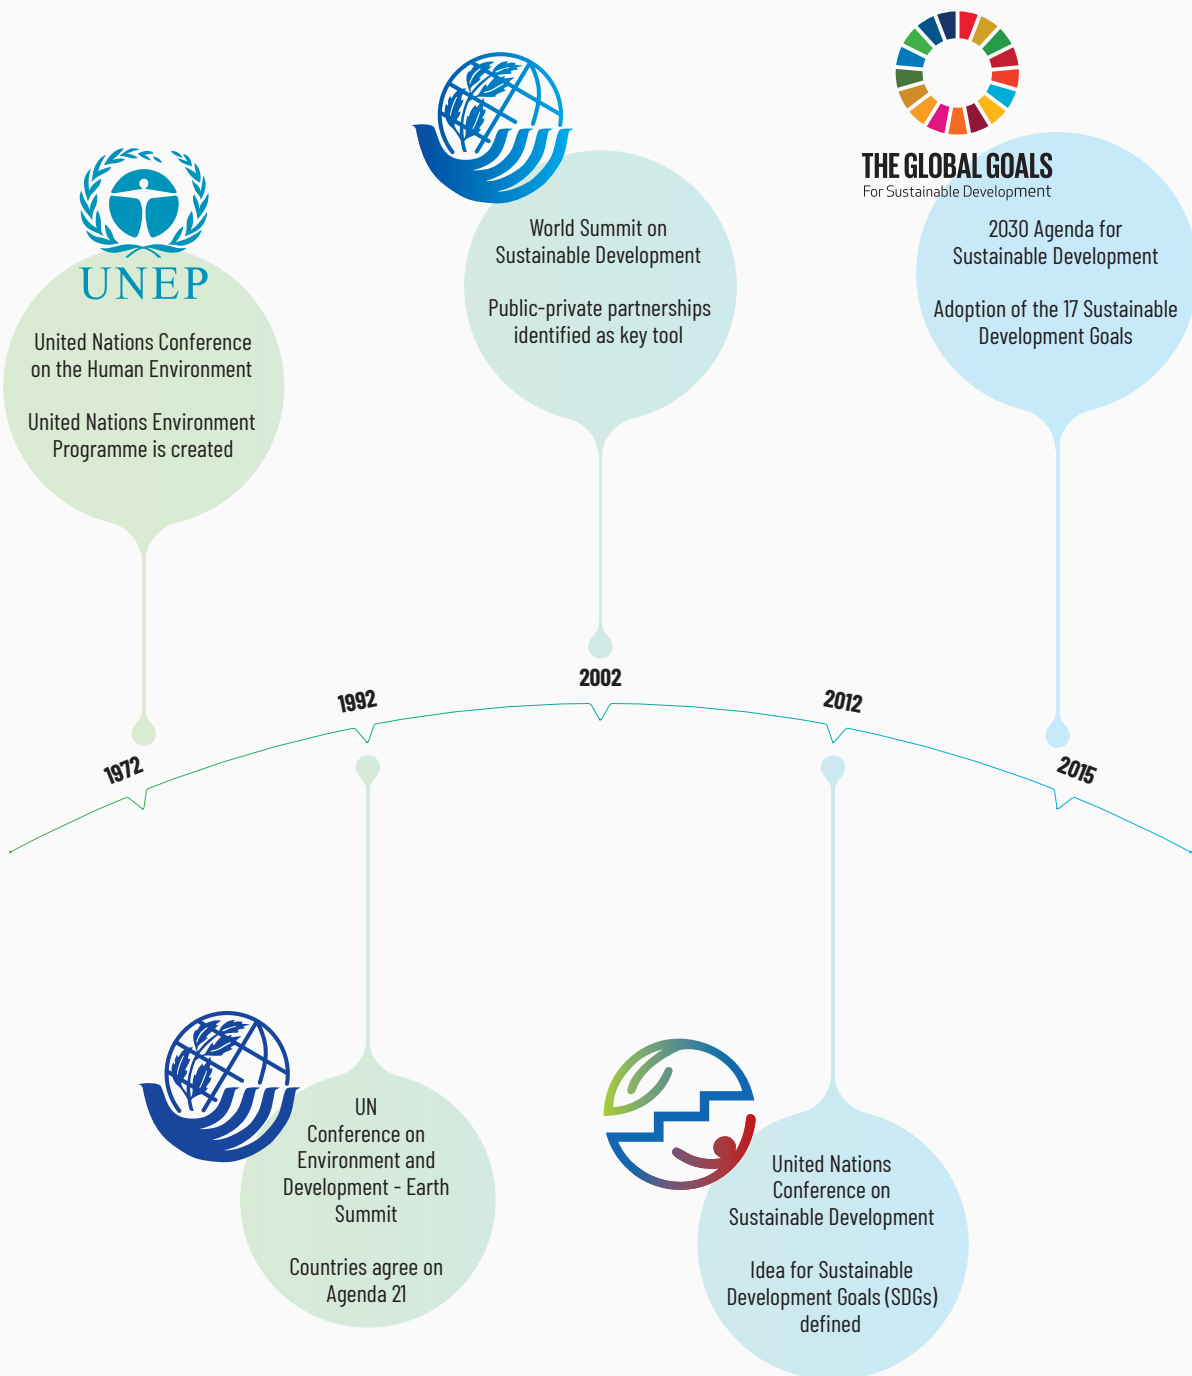 UNEP
United Nations Conference
on the Human Environment
United Nations Environment
Programme is created
World Summit on
Sustainable Development
Public-private partnerships
identified as key tool
THE GLOBAL GOALS
For Sustainable Development
2030 Agenda for
Sustainable Development
Adoption of the 17 Sustainable
Development Goals
1972
1992
2002
2012
2015
UN
Conference on
Environment and
Development - Earth
Summit
Countries agree on
Agenda 21
United Nations
Conference on
Sustainable Development
Idea for Sustainable
Development Goals (SDGs)
defined